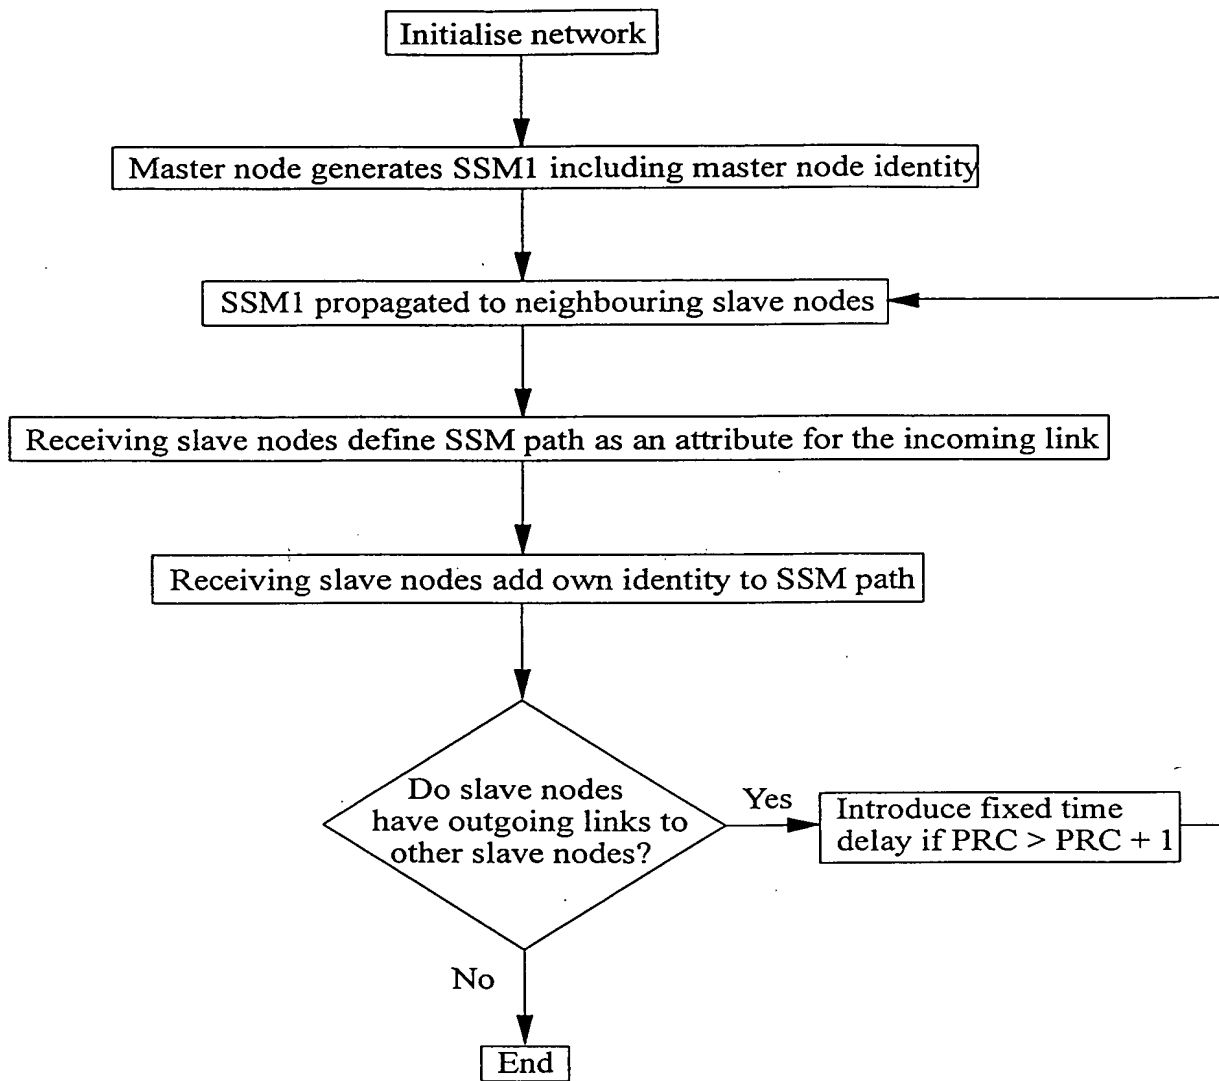 Initialise network
Master node generates SSM1 including master node identity
SSM1 propagated to neighbouring slave nodes
Receiving slave nodes define SSM path as an attribute for the incoming link
Receiving slave nodes add own identity to SSM path
Do slave nodes
have outgoing links to
other slave nodes?
Yes
Introduce fixed time
delay if PRC > PRC + 1
No
End